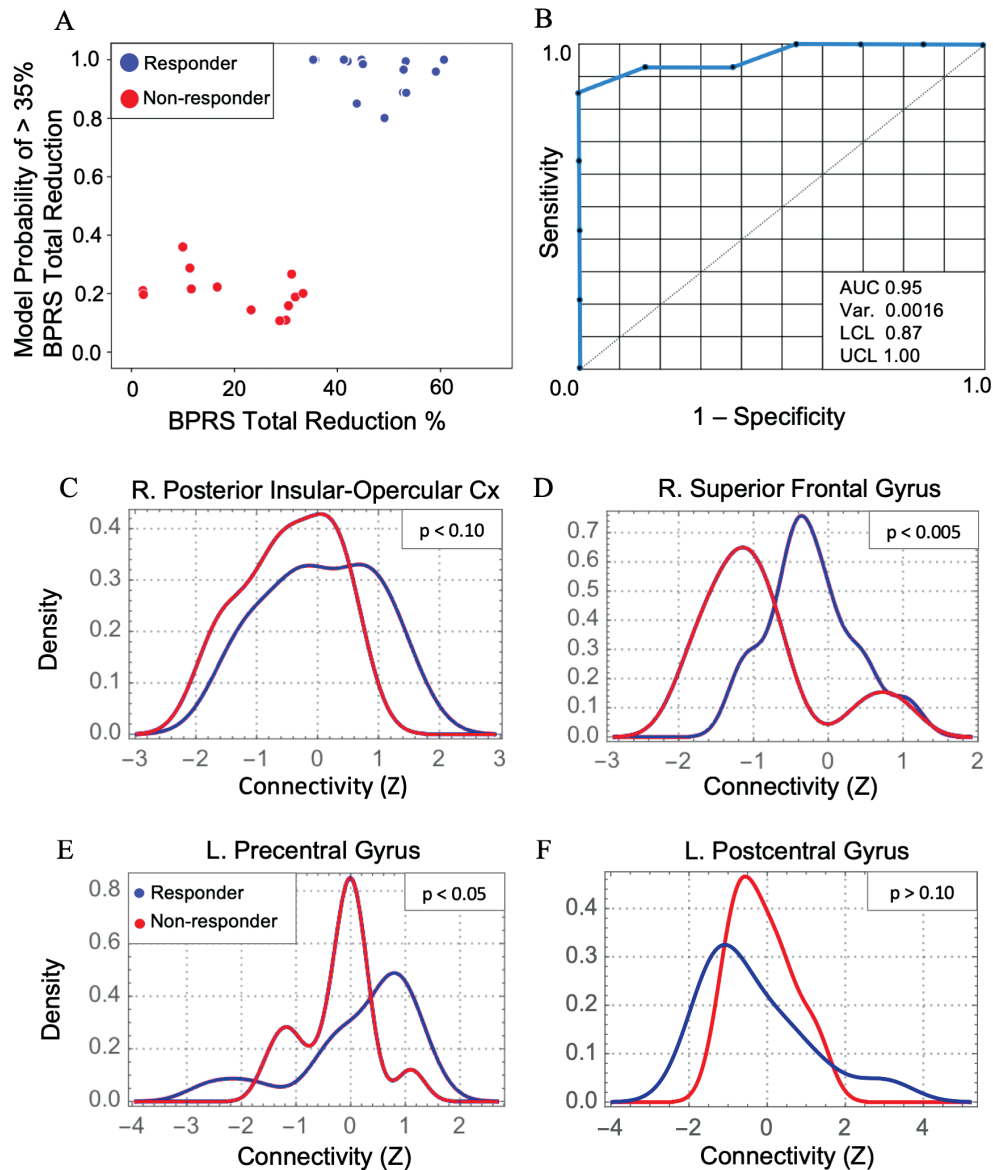 A
Model Probability of > 35%
BPRS Total Reduction
1.0
0.8
0.6
0.4
0.2
0.0
Responder
Non-responder
0
20
40
60
BPRS Total Reduction %
B
Sensitivity
1.0
AUC 0.95
Var. 0.0016
LCL 0.87
UCL 1.00
0.0
1.0
1 – Specificity
C
R. Posterior Insular-Opercular Cx
p < 0.10
Density
0.4
0.3
0.2
0.1
0.0
−3
−2
−1
0
1
2
3
Connectivity (Z)
D
R. Superior Frontal Gyrus
p < 0.005
0.7
0.6
0.5
0.4
0.3
0.2
0.1
0.0
−3
−2
−1
0
1
2
Connectivity (Z)
E
L. Precentral Gyrus
Responder
Non-responder
p < 0.05
Density
0.8
0.6
0.4
0.2
0.0
−4
−3
−2
−1
0
1
2
Connectivity (Z)
F
L. Postcentral Gyrus
p > 0.10
0.4
0.3
0.2
0.1
0.0
−4
−2
0
2
4
Connectivity (Z)